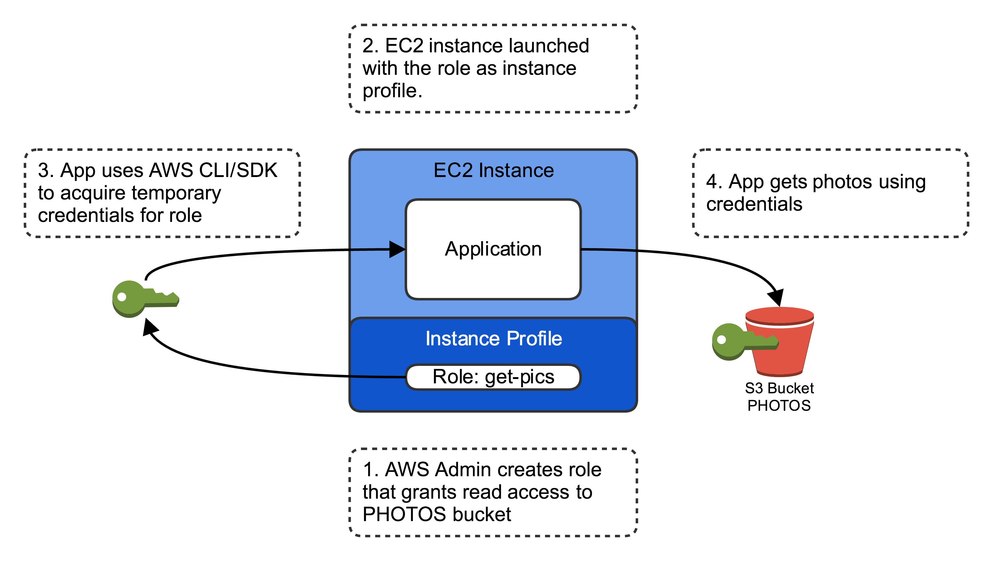 2. EC2 instance launched
with the role as instance
profile.
3. App uses AWS CLI/SDK
to acquire temporary
credentials for role
EC2 Instance
4. App gets photos using
credentials
Application
Instance Profile
Role: get-pics
S3 Bucket
PHOTOS
1. AWS Admin creates role
that grants read access to
PHOTOS bucket